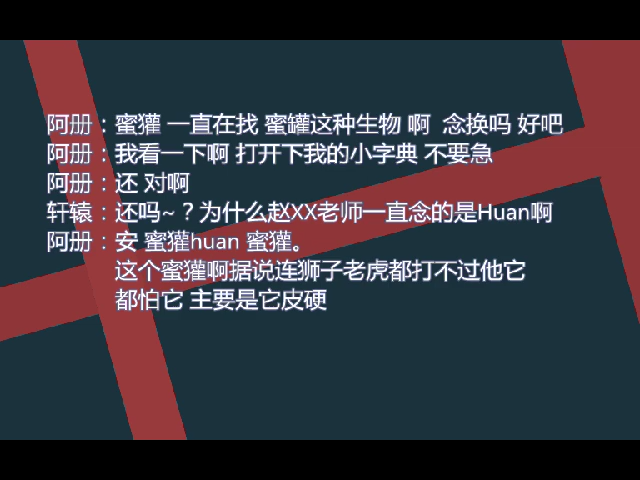 阿册：蜜獾 一直在找 蜜罐这种生物 啊  念换吗 好吧
阿册：我看一下啊 打开下我的小字典 不要急
阿册：还 对啊
轩辕：还吗~？为什么赵XX老师一直念的是Huan啊
阿册：安 蜜獾huan 蜜獾。
这个蜜獾啊据说连狮子老虎都打不过他它
都怕它 主要是它皮硬